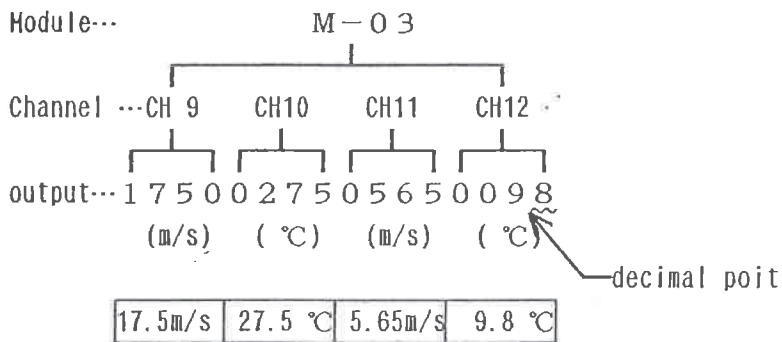 Module··· M-03
Channel ···CH 9 CH10 CH11 CH12
output···1750027505650098
(m/s) ( ℃) (m/s) ( ℃)
decimal poit
17.5m/s 27.5 ℃ 5.65m/s 9.8 ℃